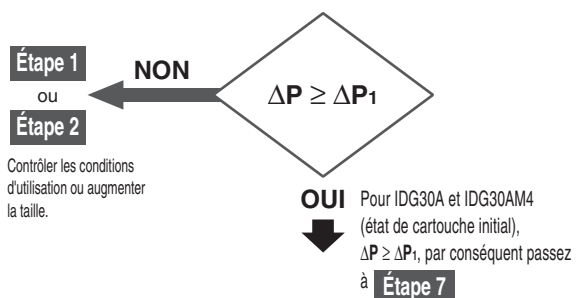 Étape 1
ou
Étape 2
NON
ΔP ≥ ΔP1
Contrôler les conditions
d'utilisation ou augmenter
la taille.
OUI
Pour IDG30A et IDG30AM4
(état de cartouche initial),
ΔP ≥ ΔP1, par conséquent passez
à Étape 7